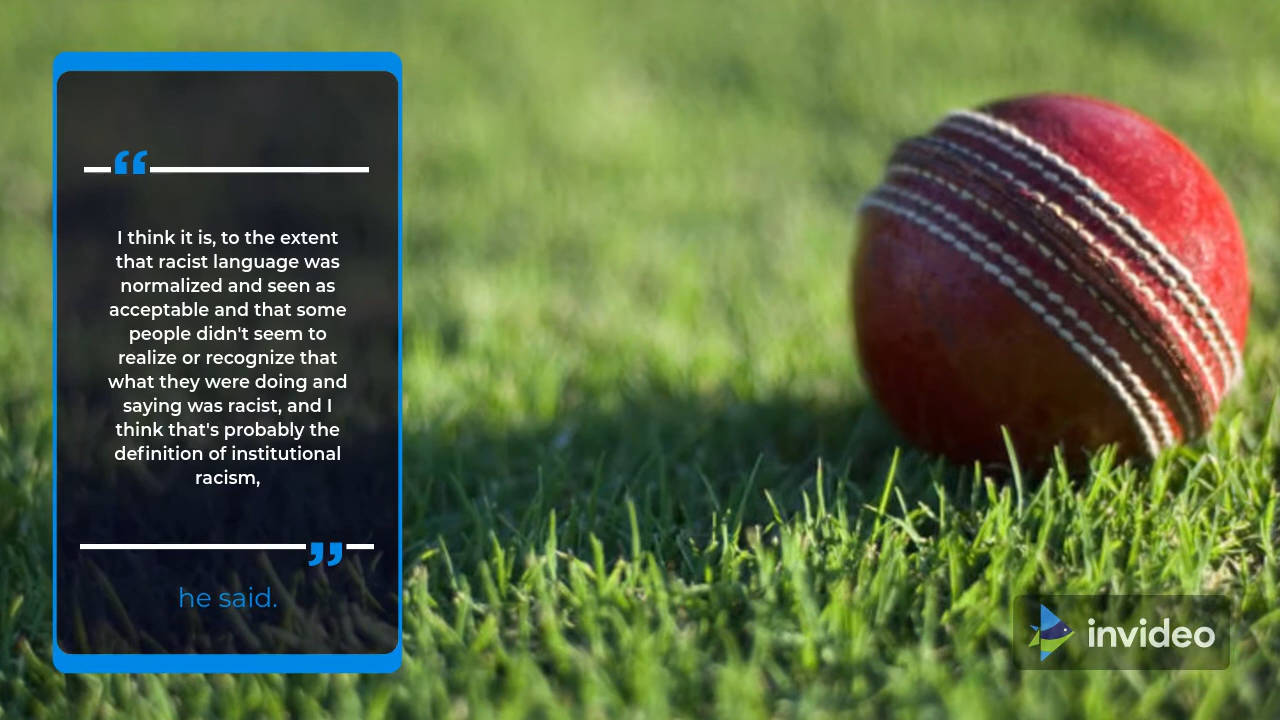 “
I think it is, to the extent
that racist language was
normalized and seen as
acceptable and that some
people didn't seem to
realize or recognize that
what they were doing and
saying was racist, and I
think that's probably the
definition of institutional
racism,
”
he said.
invideo